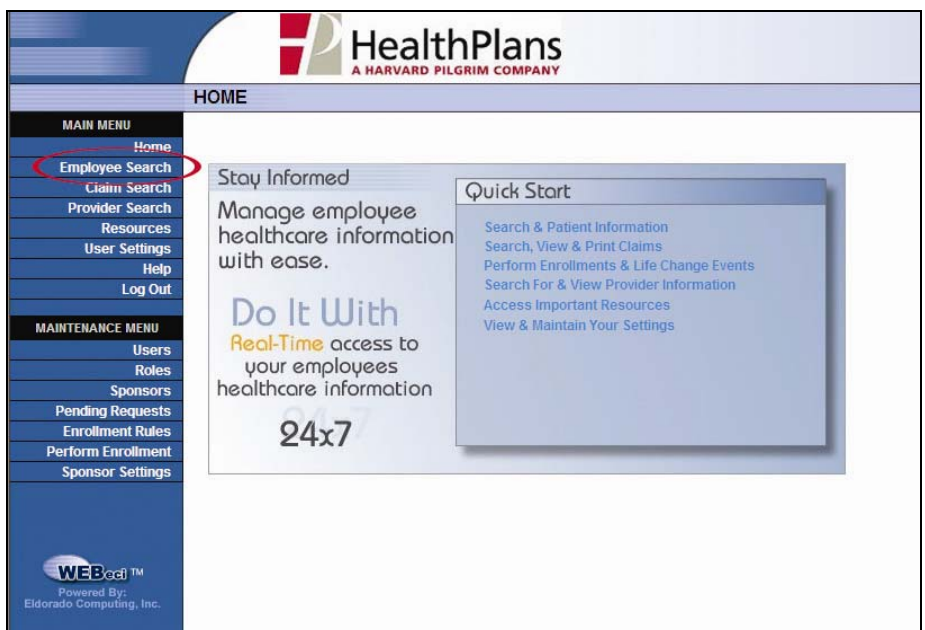 HealthPlans
A HARVARD PILGRIM COMPANY
HOME
MAIN MENU
Home
Employee Search
Claim Search
Provider Search
Resources
User Settings
Help
Log Out
MAINTENANCE MENU
Users
Roles
Sponsors
Pending Requests
Enrollment Rules
Perform Enrollment
Sponsor Settings
WEBeci TM
Powered By:
Eldorado Computing, Inc.
Stay Informed
Manage employee
healthcare information
with ease.
Do It With
Real-Time access to
your employees
healthcare information
24x7
24x7
Quick Start
Search & Patient Information
Search, View & Print Claims
Perform Enrollments & Life Change Events
Search For & View Provider Information
Access Important Resources
View & Maintain Your Settings